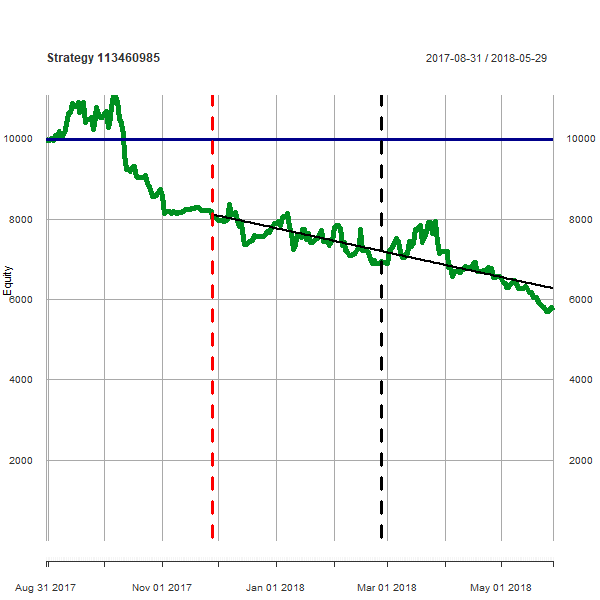 Strategy 113460985
2017-08-31 / 2018-05-29
10000
10000
8000
8000
Equity
6000
6000
4000
4000
2000
2000
Aug 31 2017
Nov 01 2017
Jan 01 2018
Mar 01 2018
May 01 2018